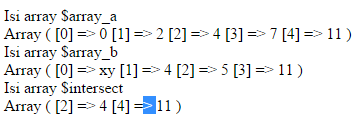 Isi array $array_a
Array ( [0] => 0 [1] => 2 [2] => 4 [3] => 7 [4] => 11 )
Isi array $array_b
Array ( [0] => xy [1] => 4 [2] => 5 [3] => 11 )
Isi array $intersect
Array ( [2] => 4 [4] => 11 )